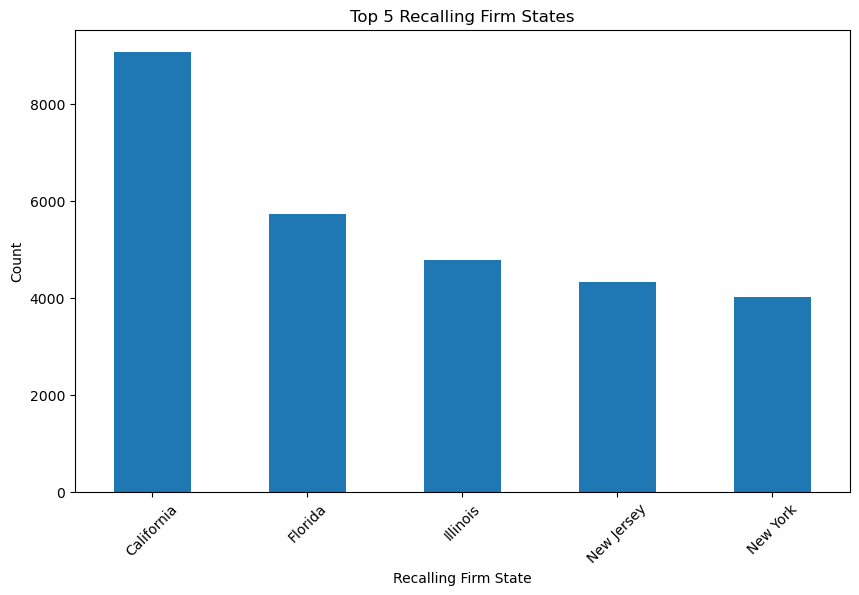 Top 5 Recalling Firm States
Count
8000
6000
4000
2000
0
California
Florida
Illinois
New Jersey
New York
Recalling Firm State